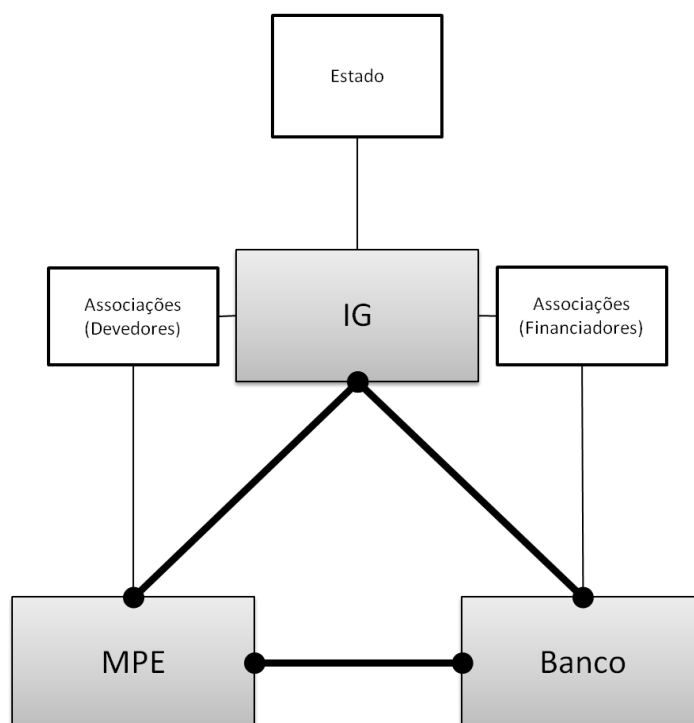 Estado
Associações
(Devedores)
IG
Associações
(Financiadores)
MPE
Banco